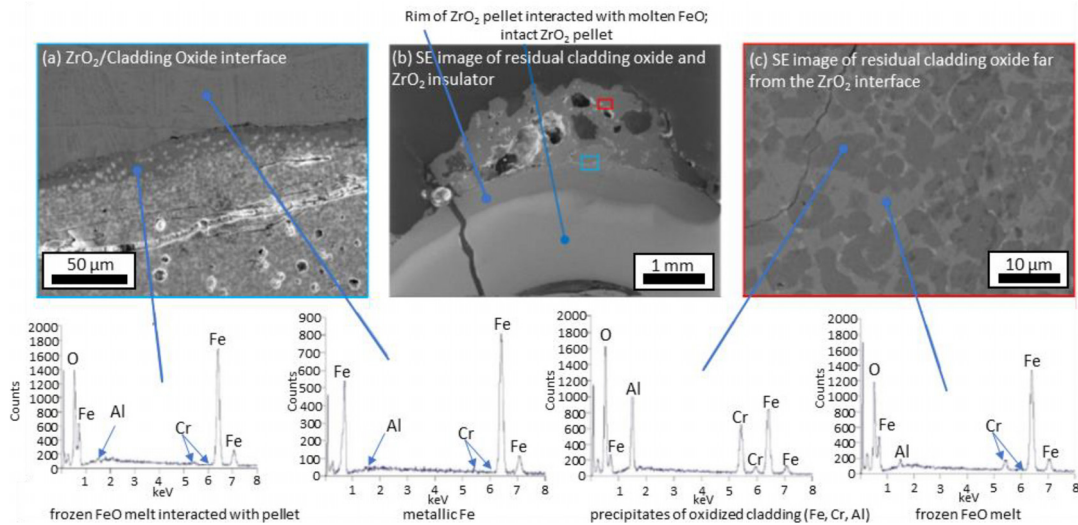 Rim of ZrO₂ pellet interacted with molten FeO;
intact ZrO₂ pellet
(a) ZrO₂/Cladding Oxide interface
50 µm
(b) SE image of residual cladding oxide and
ZrO₂ insulator
1 mm
(c) SE image of residual cladding oxide far
from the ZrO₂ interface
10 µm
2000
1800
1600
1400
1200
1000
800
600
400
200
0
Counts
O
Fe
Al
Cr
Fe
Fe
0 1 2 3 4 5 6 7 8
keV
frozen FeO melt interacted with pellet
900
800
700
600
500
400
300
200
100
0
Counts
Fe
Al
Cr
Fe
Fe
0 1 2 3 4 5 6 7 8
keV
metallic Fe
2000
1800
1600
1400
1200
1000
800
600
400
200
0
Counts
O
Fe
Al
Cr
Cr
Fe
Fe
0 1 2 3 4 5 6 7 8
keV
precipitates of oxidized cladding (Fe, Cr, Al)
2000
1800
1600
1400
1200
1000
800
600
400
200
0
Counts
O
Fe
Al
Cr
Fe
Fe
0 1 2 3 4 5 6 7 8
keV
frozen FeO melt